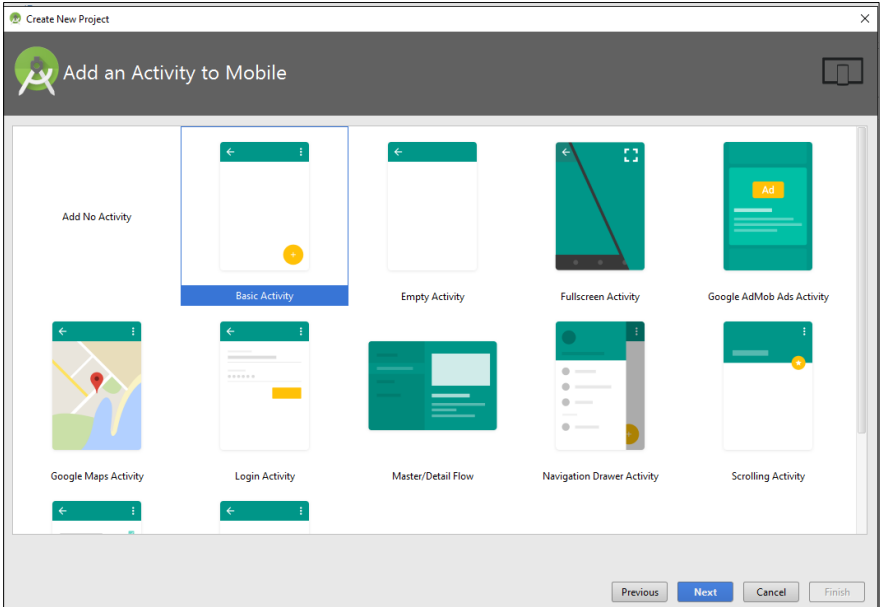 Create New Project
Add an Activity to Mobile
Add No Activity
Basic Activity
Empty Activity
Fullscreen Activity
Ad
Google AdMob Ads Activity
Google Maps Activity
Login Activity
Master/Detail Flow
Navigation Drawer Activity
Scrolling Activity
Previous
Next
Cancel
Finish